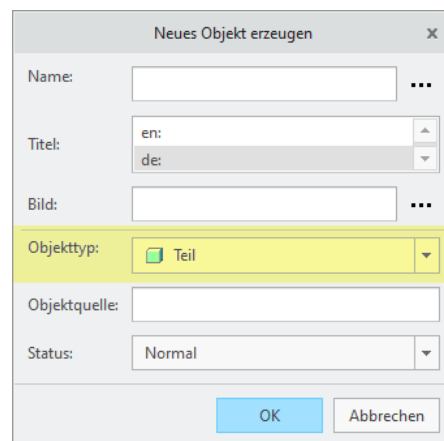 Neues Objekt erzeugen
Name:
Titel:
en:
de:
Bild:
Objekttyp:
Teil
Objektquelle:
Status:
Normal
OK
Abbrechen